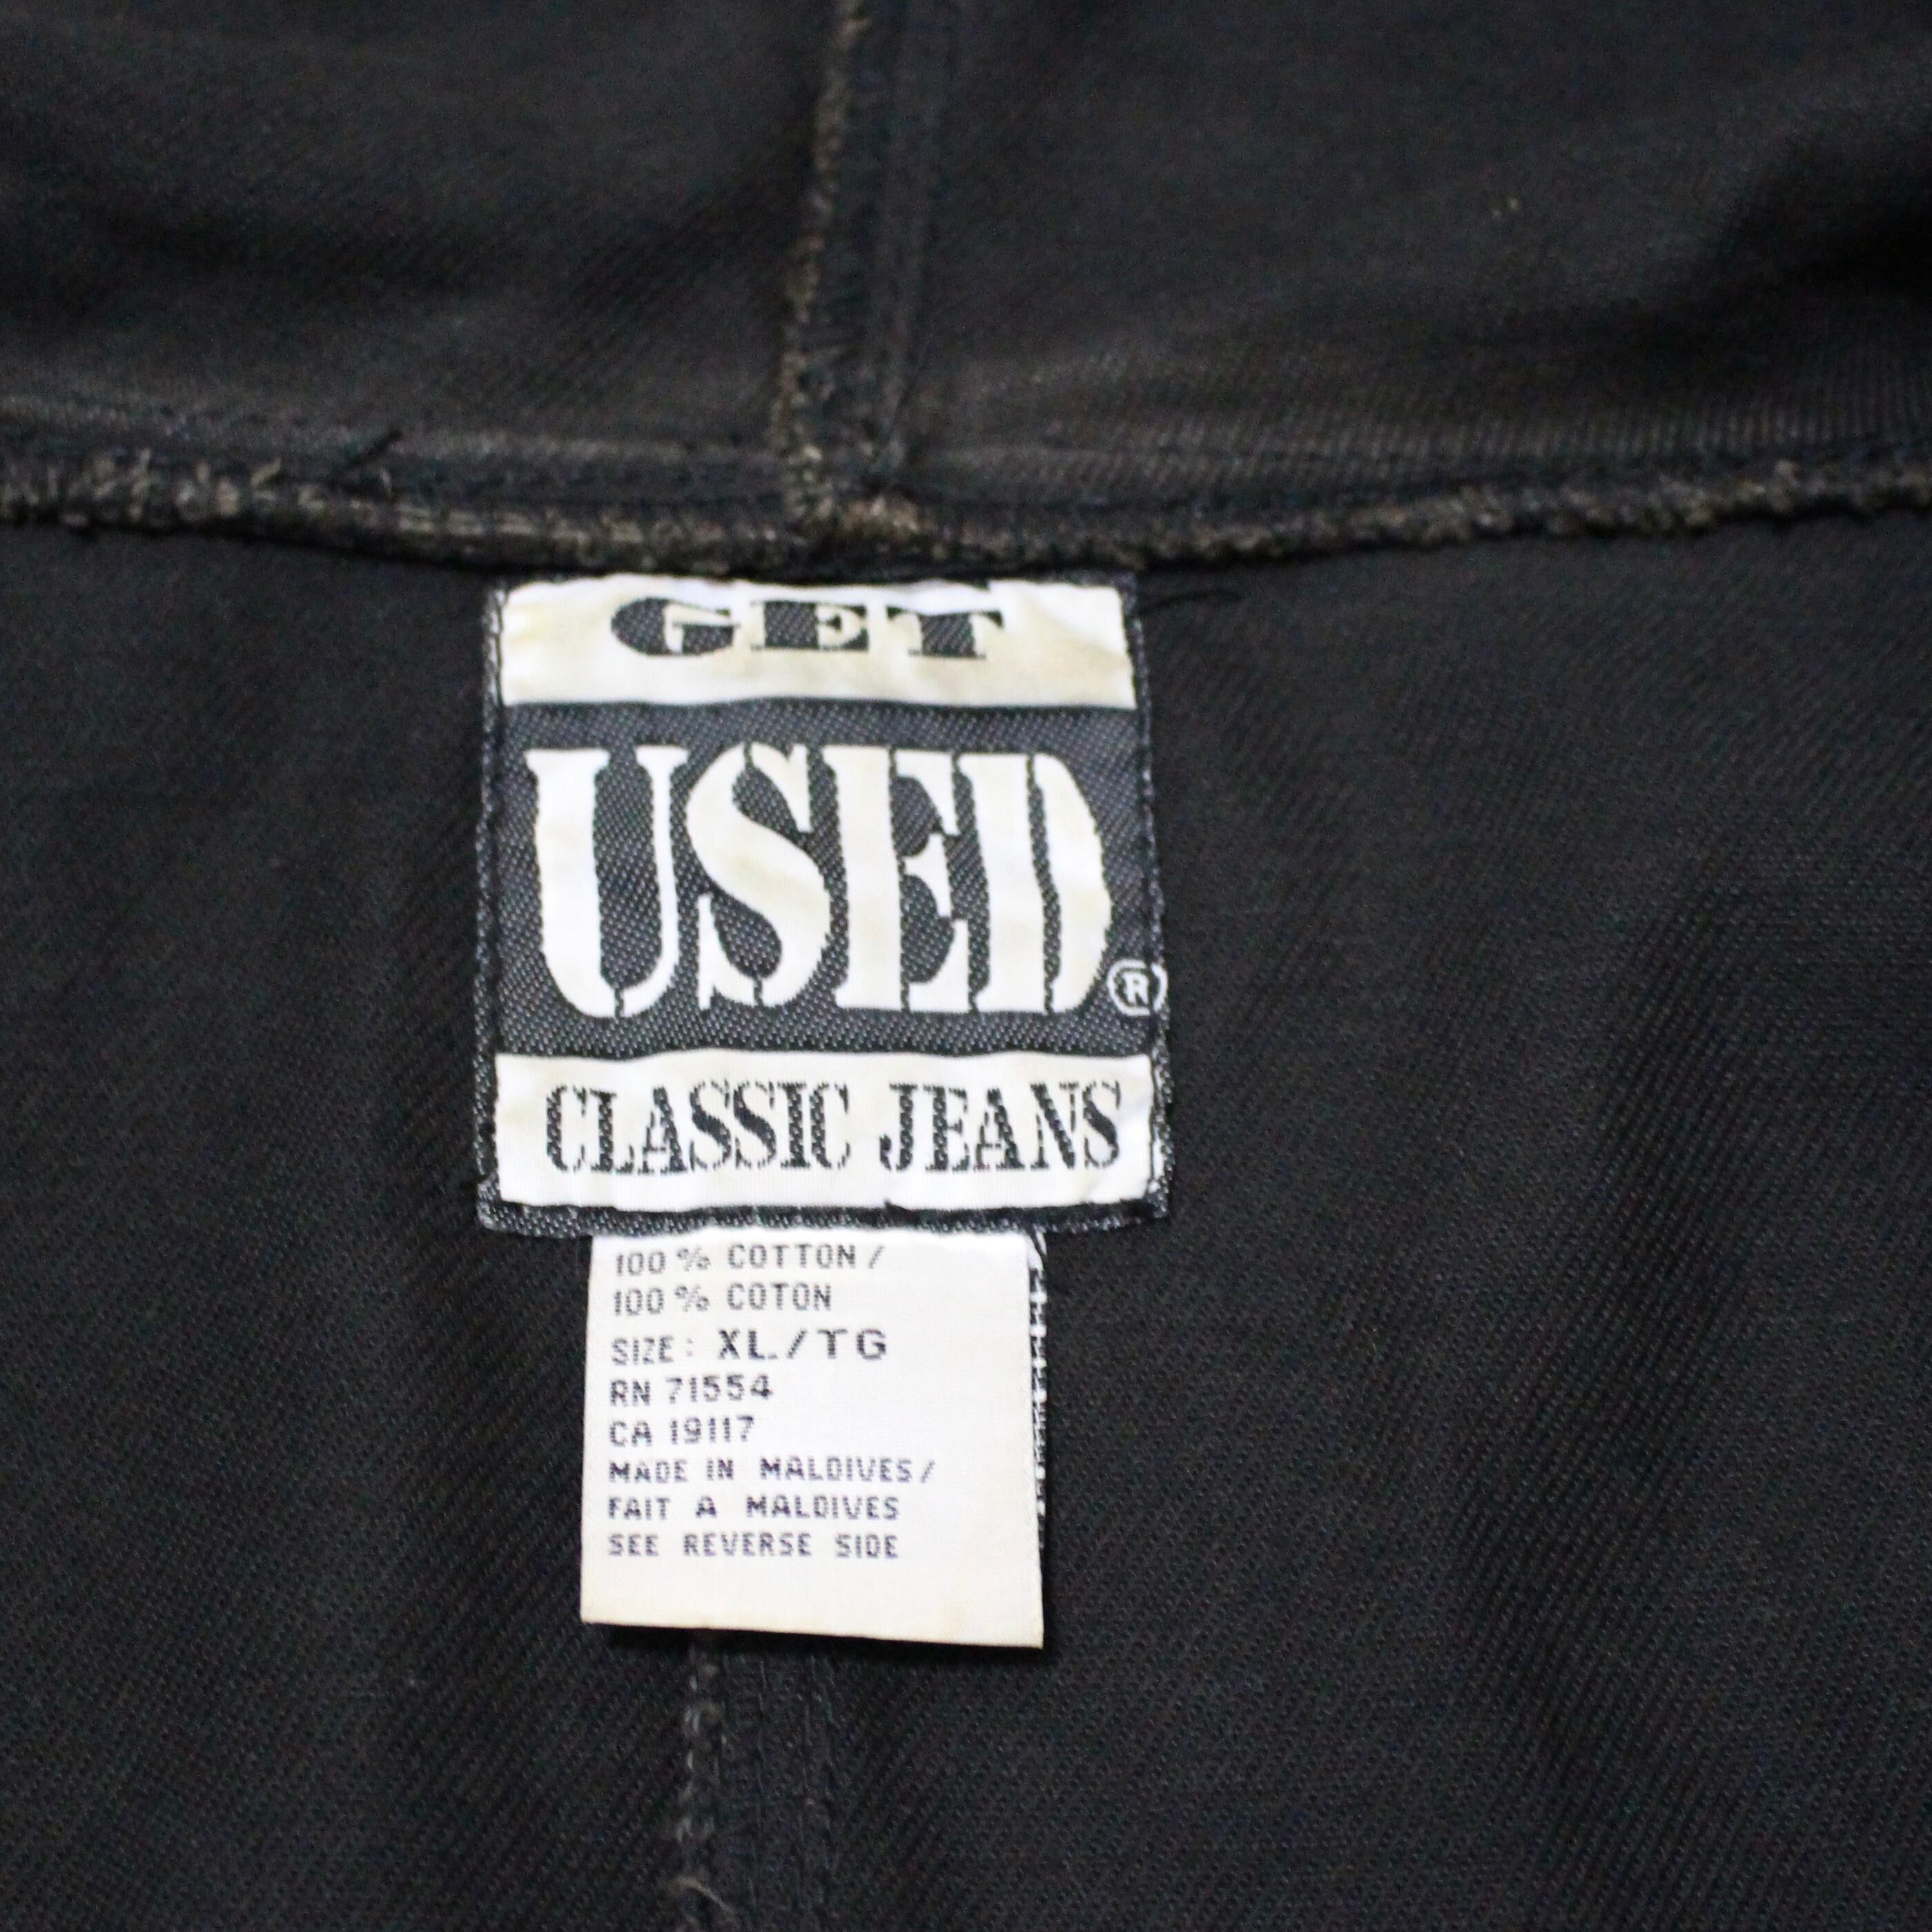 GET
USED®
CLASSIC JEANS
100 % COTTON /
100 % COTON
SIZE: XL/TG
RN 71554
CA 19117
MADE IN MALDIVES/
FAIT A MALDIVES
SEE REVERSE SIDE